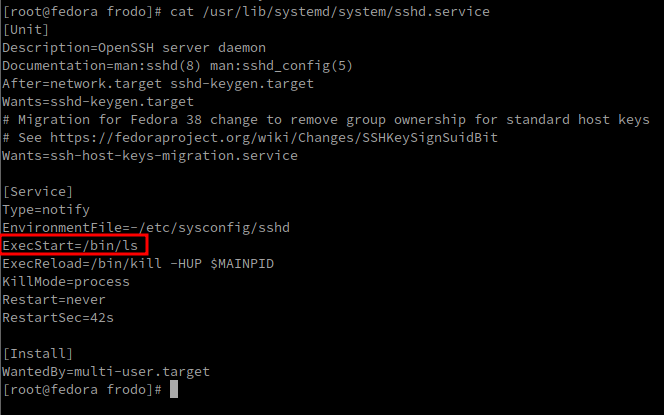 [root@fedora frodo]# cat /usr/lib/systemd/system/sshd.service
[Unit]
Description=OpenSSH server daemon
Documentation=man:sshd(8) man:sshd_config(5)
After=network.target sshd-keygen.target
Wants=sshd-keygen.target
# Migration for Fedora 38 change to remove group ownership for standard host keys
# See https://fedoraproject.org/wiki/Changes/SSHKeySignSuidBit
Wants=ssh-host-keys-migration.service

[Service]
Type=notify
EnvironmentFile=-/etc/sysconfig/sshd
ExecStart=/bin/ls
ExecReload=/bin/kill -HUP $MAINPID
KillMode=process
Restart=never
RestartSec=42s

[Install]
WantedBy=multi-user.target
[root@fedora frodo]#